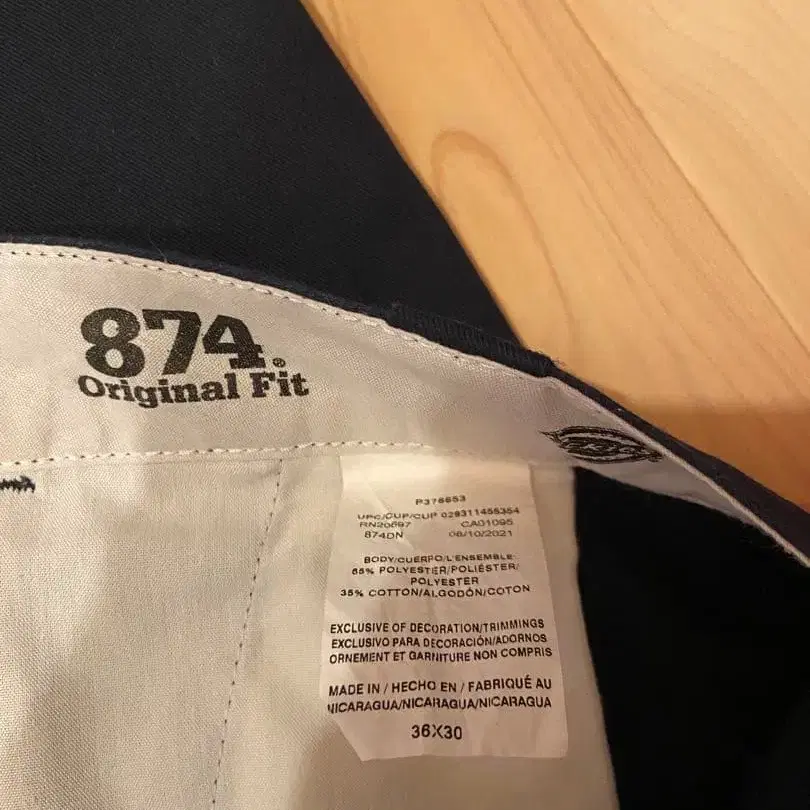 874®
Original Fit
P376653
UPC/CUP/CUP 029311455354
RN20697 CA01095
874DN 08/10/2021
BODY/CUERPO/L'ENSEMBLE:
65% POLYESTER/POLIÉSTER/
POLYESTER
35% COTTON/ALGODÓN/COTON
EXCLUSIVE OF DECORATION/TRIMMINGS
EXCLUSIVO PARA DECORACIÓN/ADORNOS
ORNEMENT ET GARNITURE NON COMPRIS
MADE IN / HECHO EN / FABRIQUÉ AU
NICARAGUA/NICARAGUA/NICARAGUA
36X30